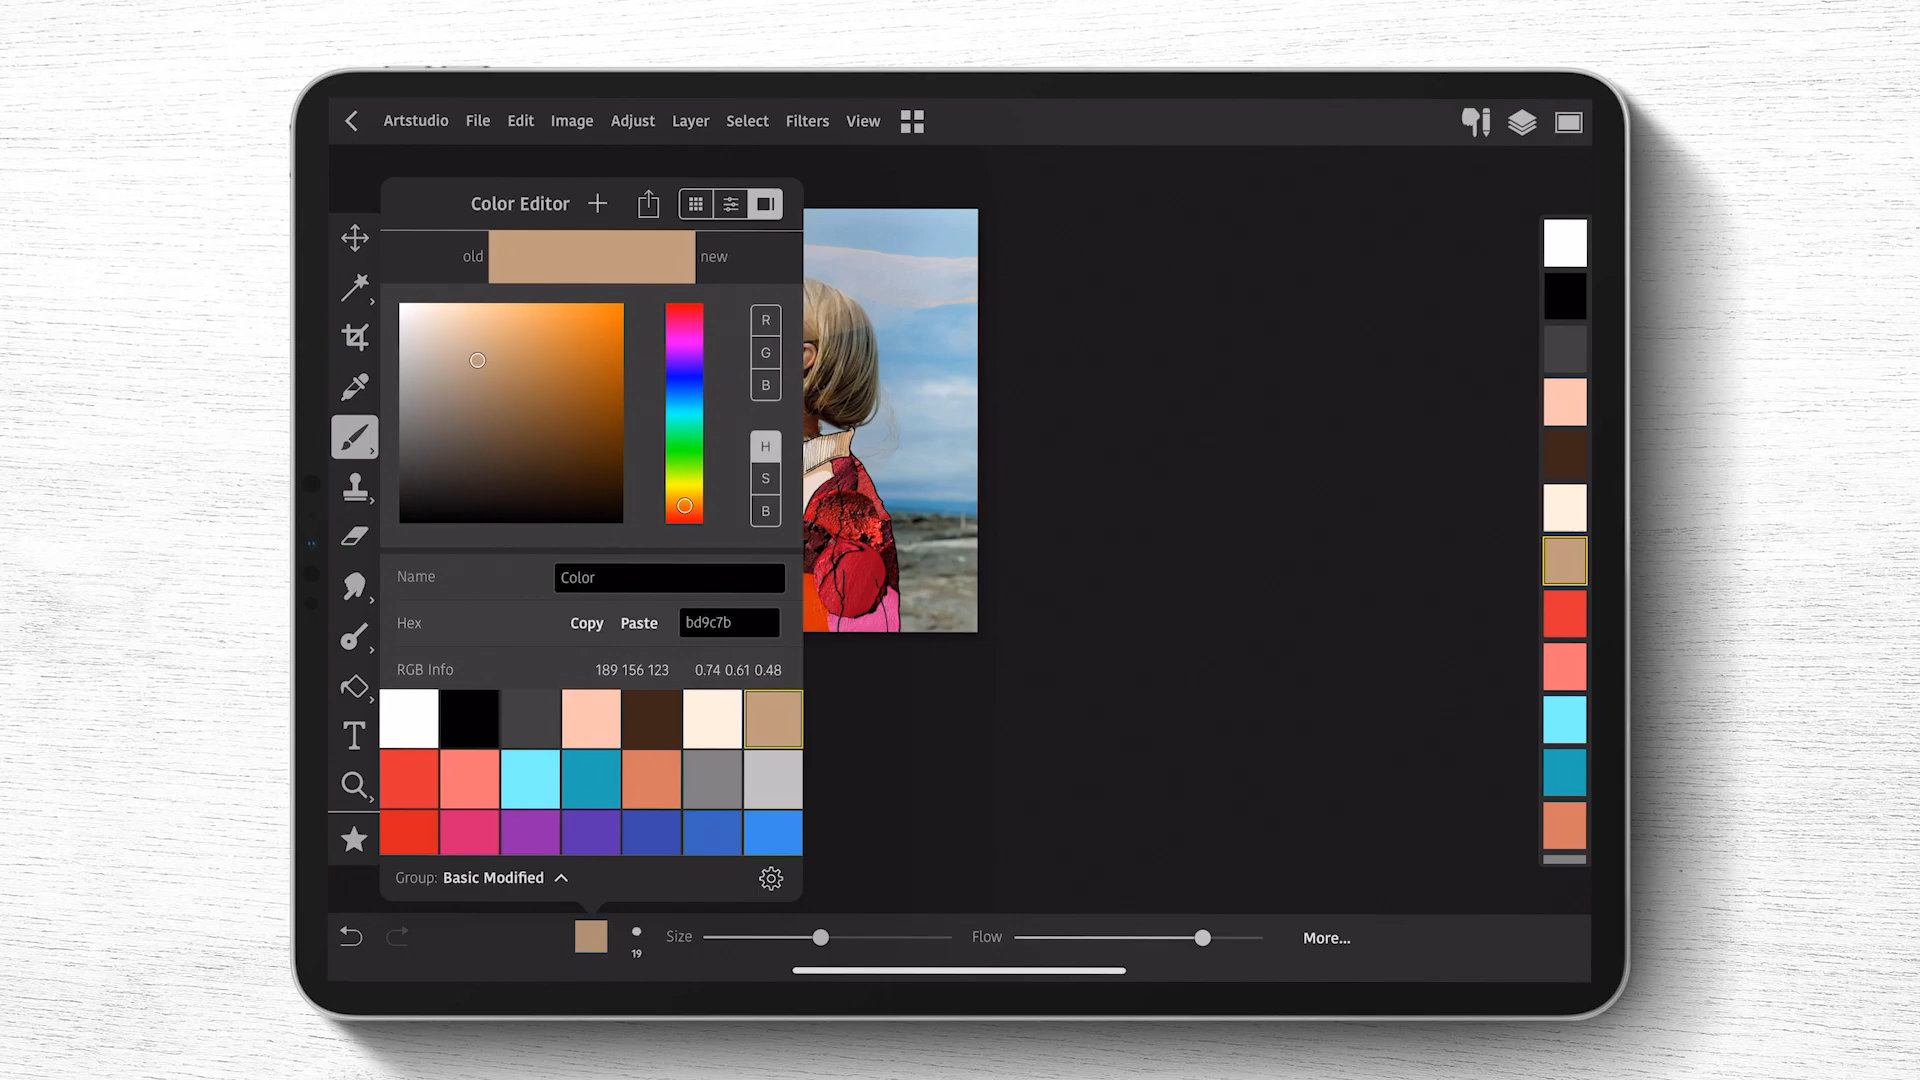 Artstudio File Edit Image Adjust Layer Select Filters View
Color Editor
old new
R
G
B
H
S
B
Name Color
Hex Copy Paste bd9c7b
RGB Info 189 156 123 0.74 0.61 0.48
T
Group: Basic Modified
19 Size Flow More...